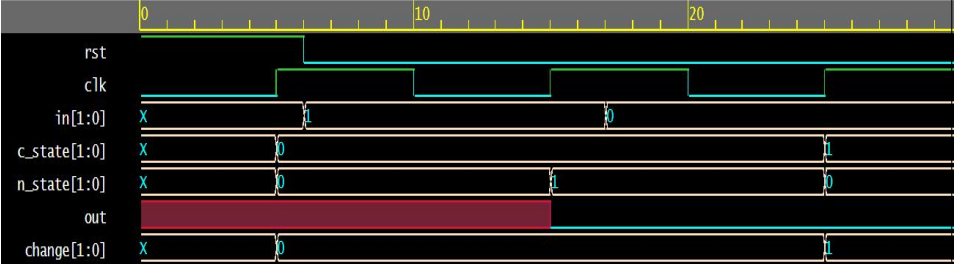 0 10 20
rst
clk
in[1:0] X 1 0
c_state[1:0] X 0 1
n_state[1:0] X 0 1 0
out
change[1:0] X 0 1